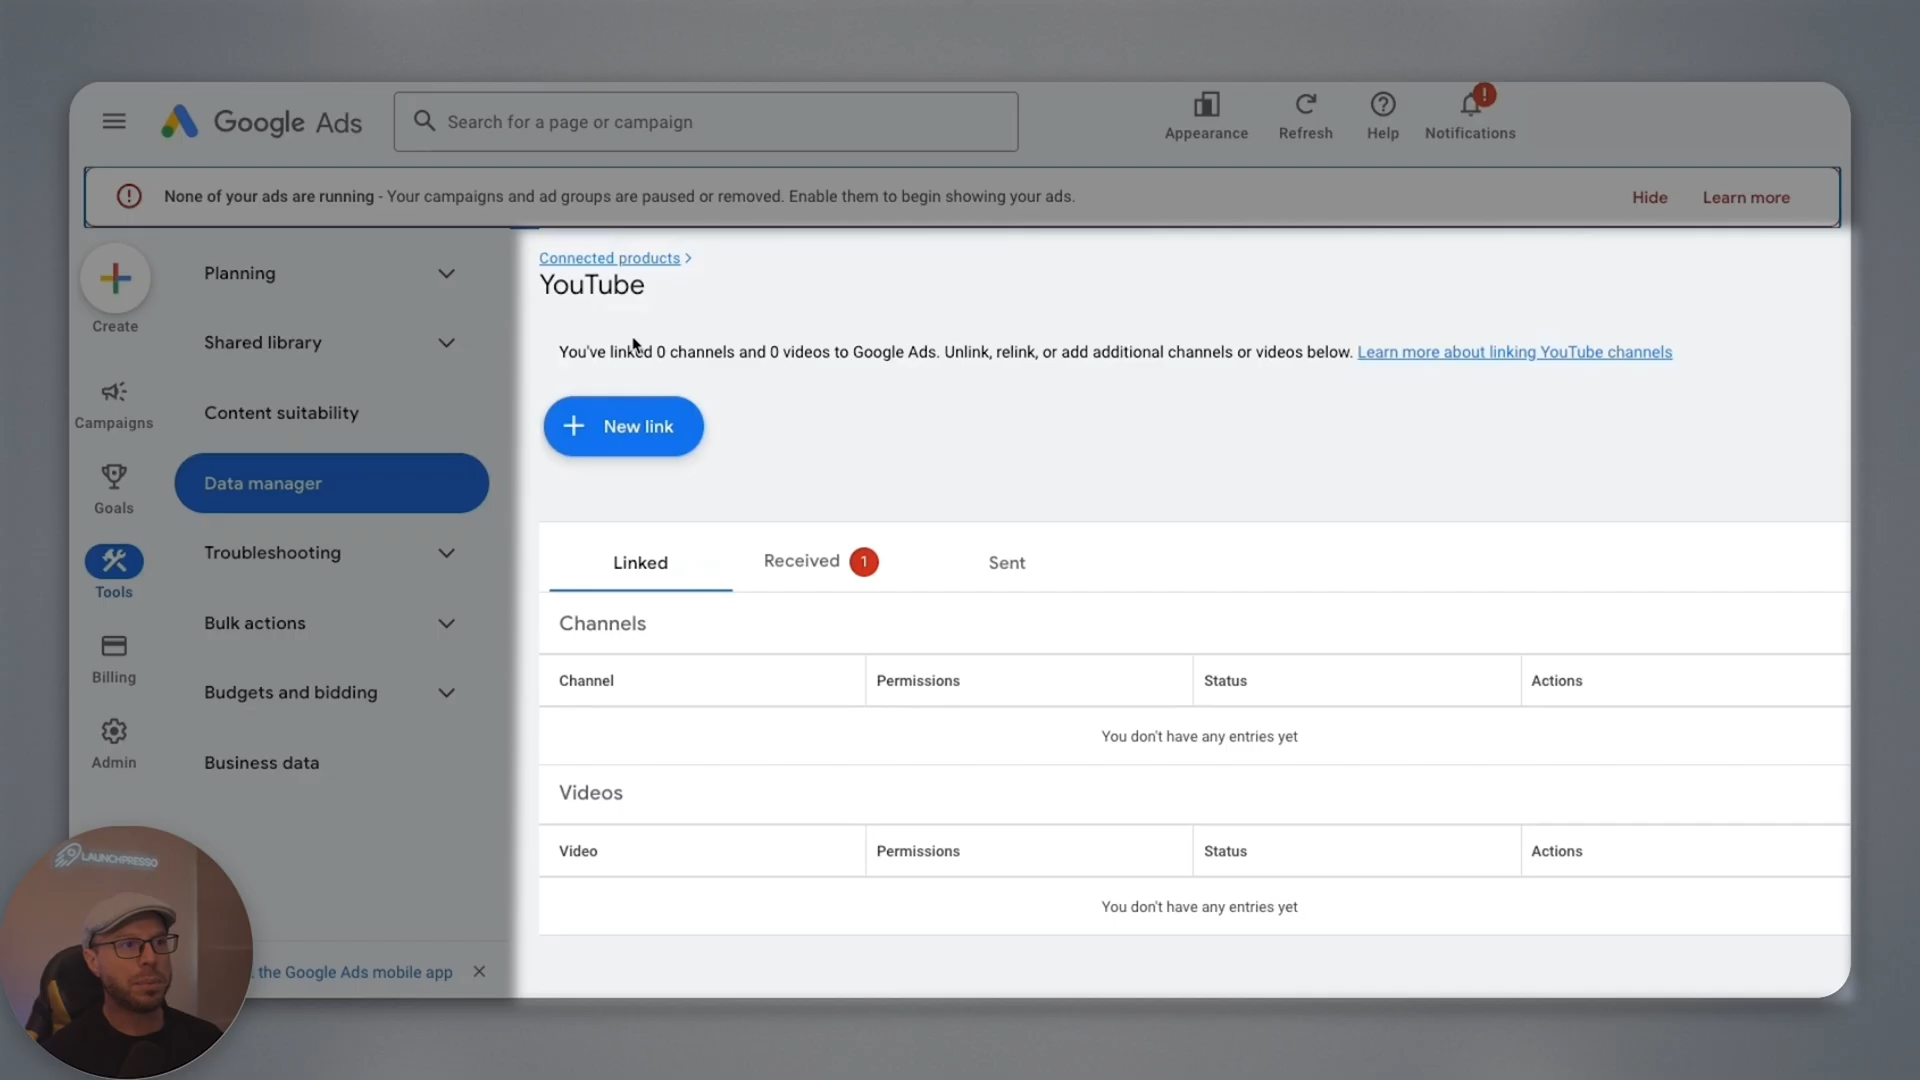 Google Ads
Search for a page or campaign
Appearance
Refresh
Help
!
Notifications
None of your ads are running - Your campaigns and ad groups are paused or removed. Enable them to begin showing your ads.
Hide
Learn more
Create
Campaigns
Goals
Tools
Billing
Admin
Planning
Shared library
Content suitability
Data manager
Troubleshooting
Bulk actions
Budgets and bidding
Business data
the Google Ads mobile app
Connected products >
YouTube
You've linked 0 channels and 0 videos to Google Ads. Unlink, relink, or add additional channels or videos below. Learn more about linking YouTube channels
+ New link
Linked
Received 1
Sent
Channels
Channel Permissions Status Actions
You don't have any entries yet
Videos
Video Permissions Status Actions
You don't have any entries yet
LAUNCHPRESSO